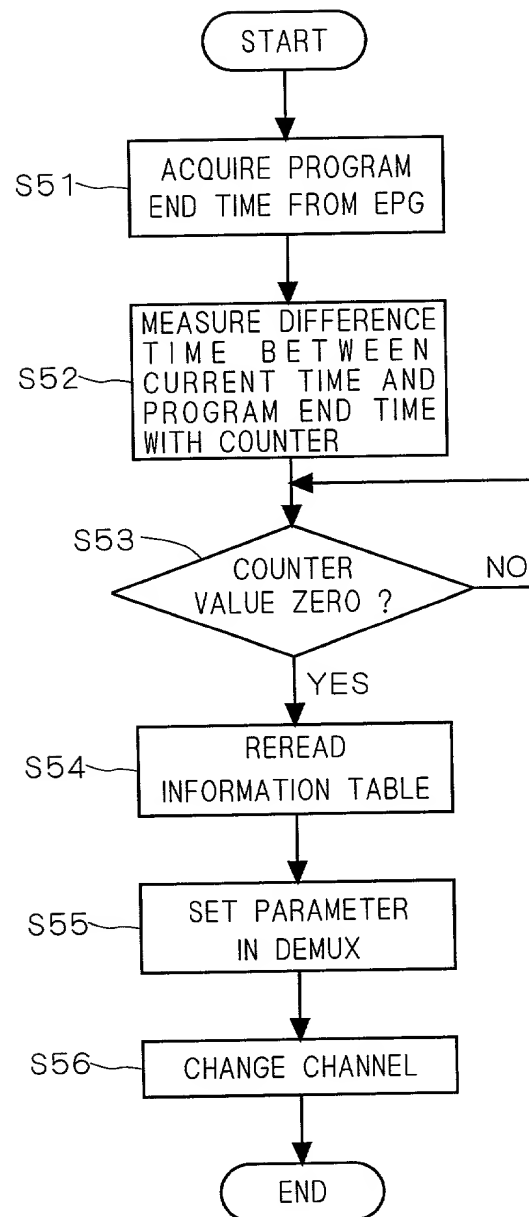 START
S51
ACQUIRE PROGRAM
END TIME FROM EPG
S52
MEASURE DIFFERENCE
TIME BETWEEN
CURRENT TIME AND
PROGRAM END TIME
WITH COUNTER
S53
COUNTER
VALUE ZERO ?
NO
YES
S54
REREAD
INFORMATION TABLE
S55
SET PARAMETER
IN DEMUX
S56
CHANGE CHANNEL
END